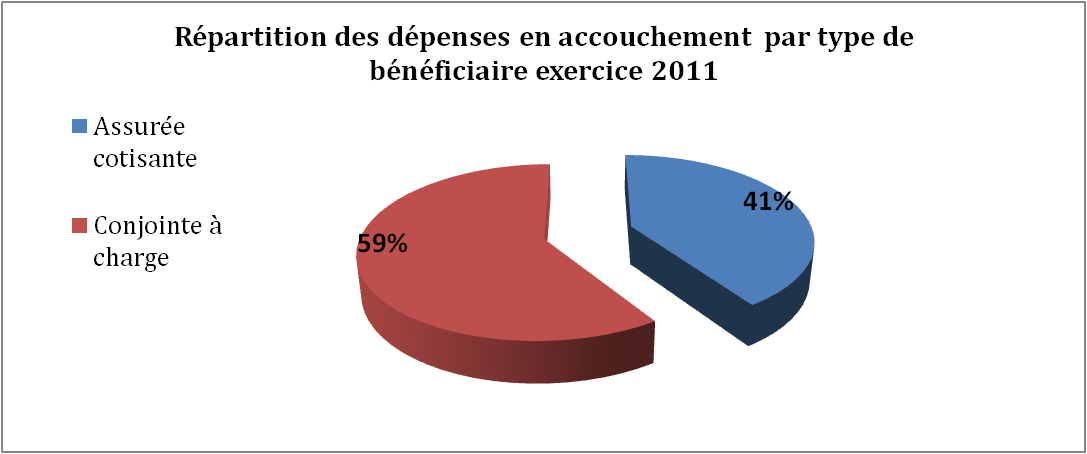 Répartition des dépenses en accouchement par type de
bénéficiaire exercice 2011
Assurée
cotisante
Conjointe à
charge
59%
41%